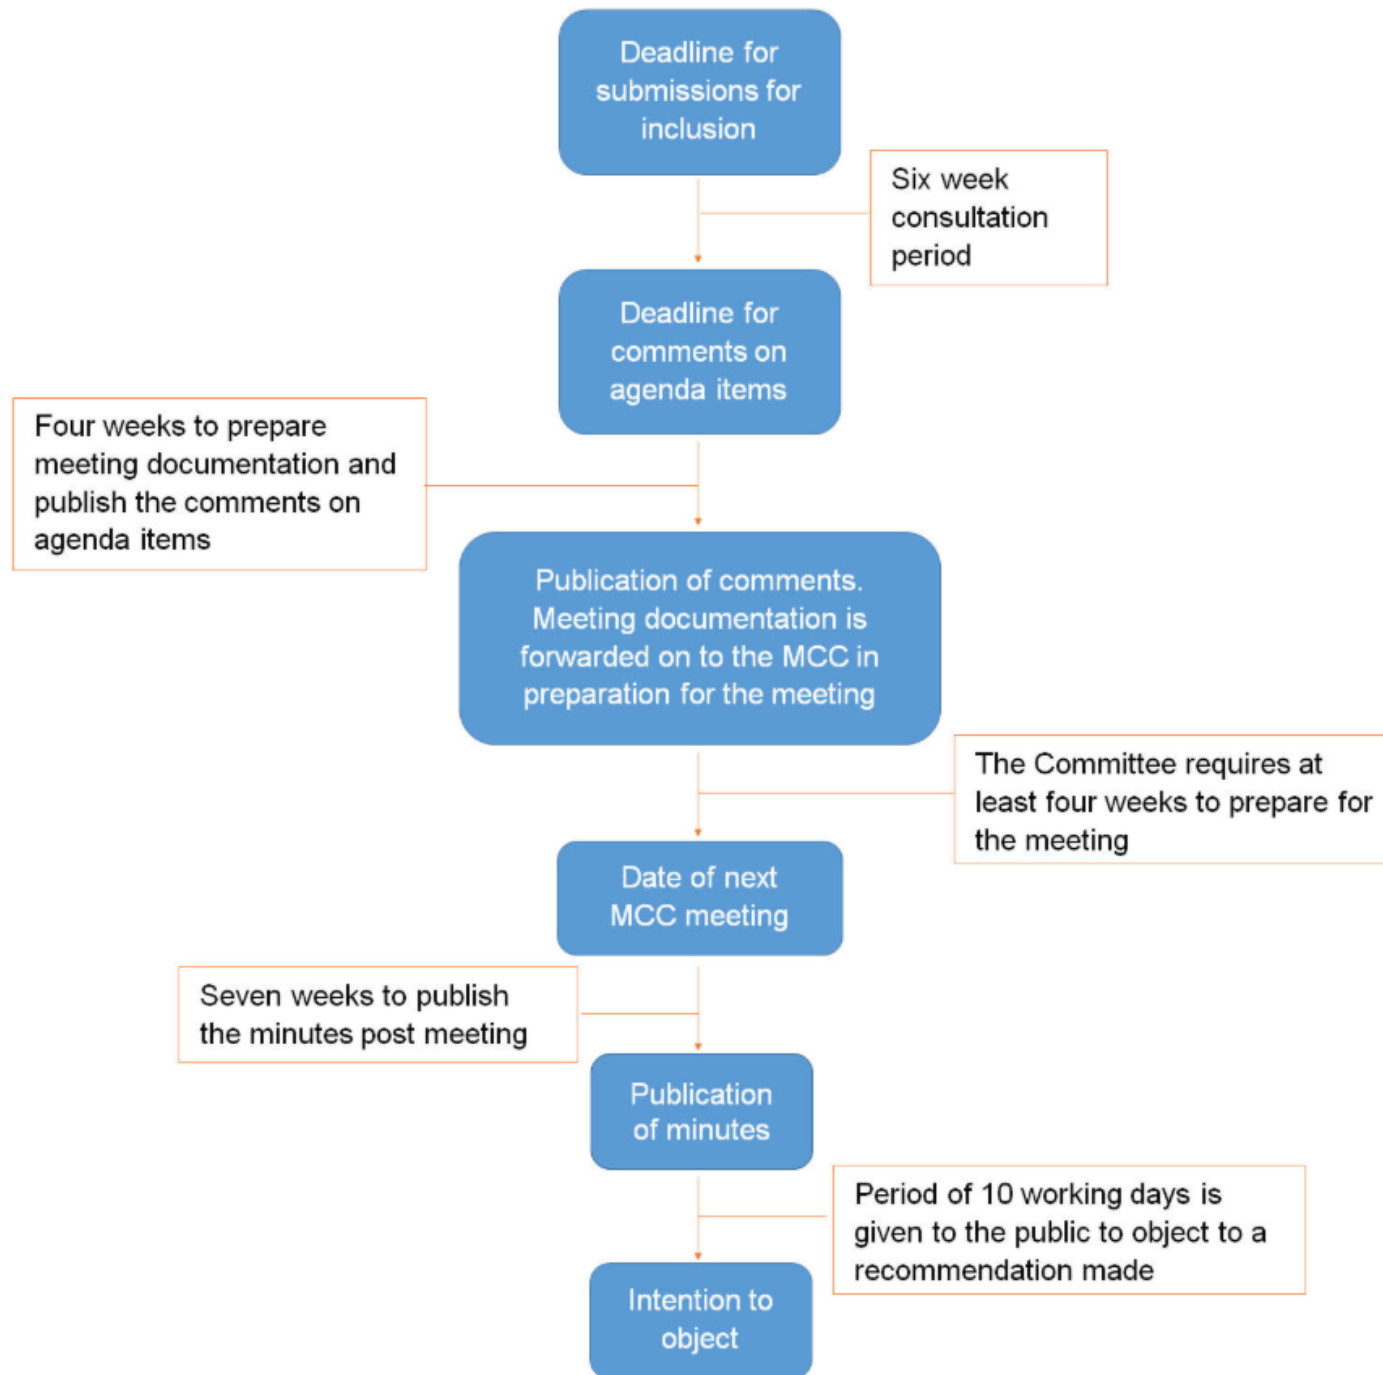 Deadline for
submissions for
inclusion
Six week
consultation
period
Deadline for
comments on
agenda items
Four weeks to prepare
meeting documentation and
publish the comments on
agenda items
Publication of comments.
Meeting documentation is
forwarded on to the MCC in
preparation for the meeting
The Committee requires at
least four weeks to prepare for
the meeting
Date of next
MCC meeting
Seven weeks to publish
the minutes post meeting
Publication
of minutes
Period of 10 working days is
given to the public to object to a
recommendation made
Intention to
object